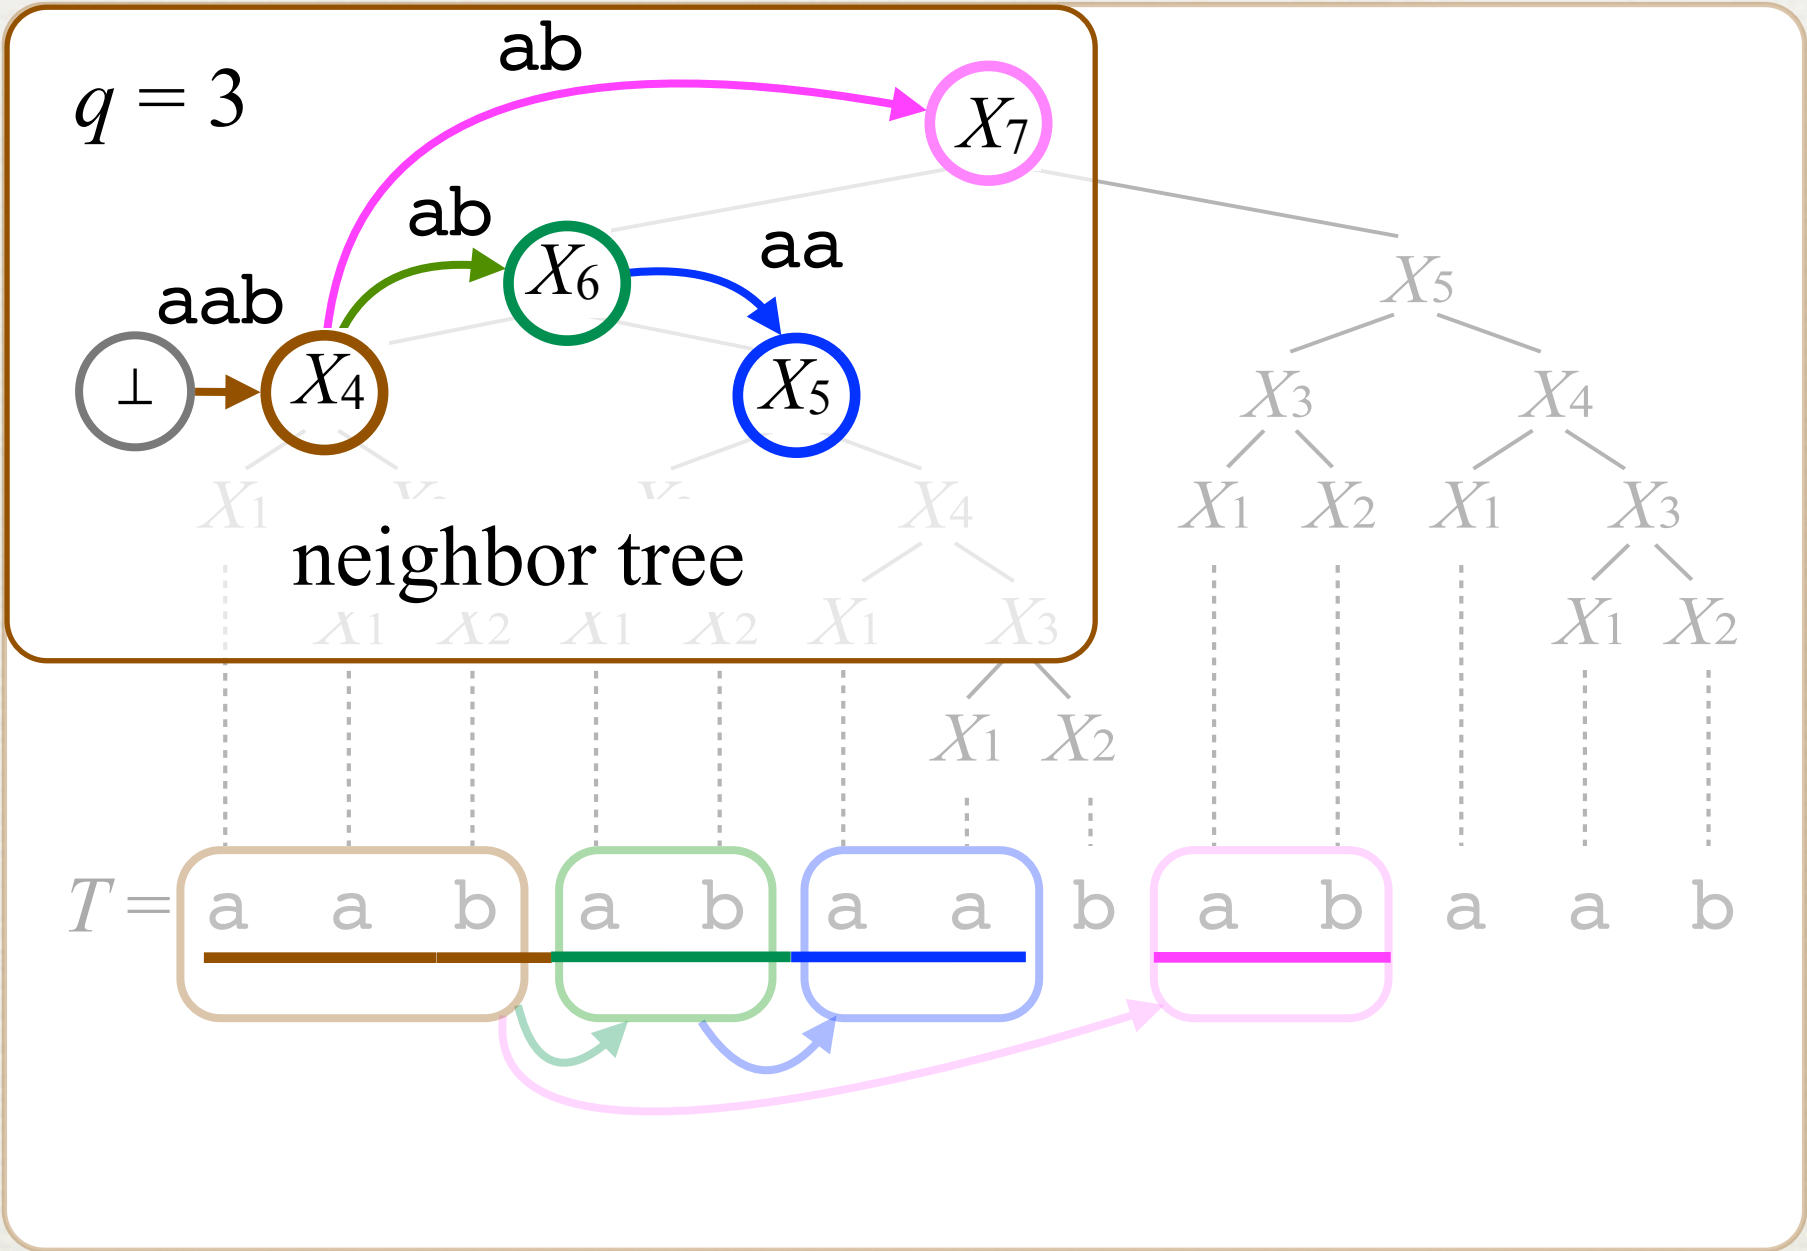 ab
q = 3
X7
ab
X6
aa
X5
aab
⊥
X4
X5
X3
X4
X1
X4
X1
X2
X1
X3
neighbor tree
X1
X2
X1
X2
X1
X3
X1
X2
X1
X2
T = a a b a b a a b a b a a b